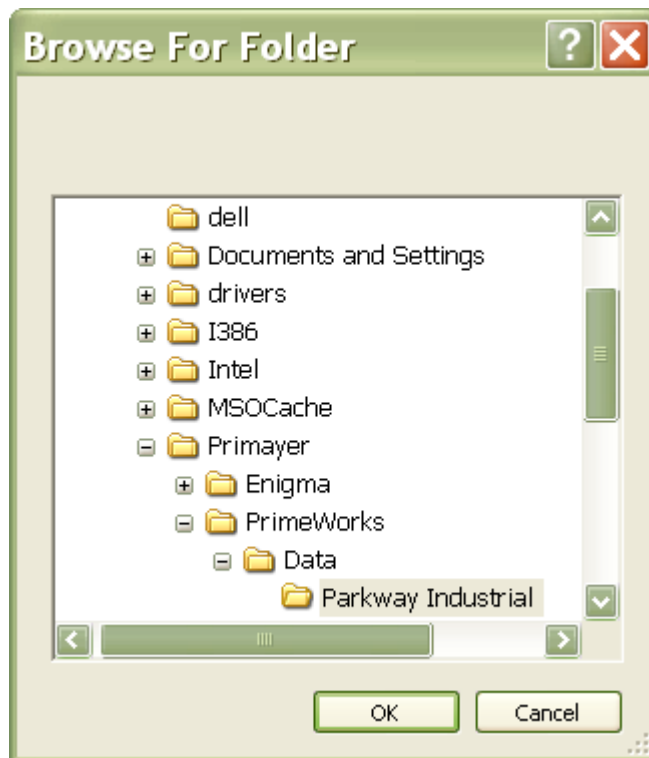 Browse For Folder
dell
Documents and Settings
drivers
I386
Intel
MSOCache
Primayer
Enigma
PrimeWorks
Data
Parkway Industrial
OK
Cancel